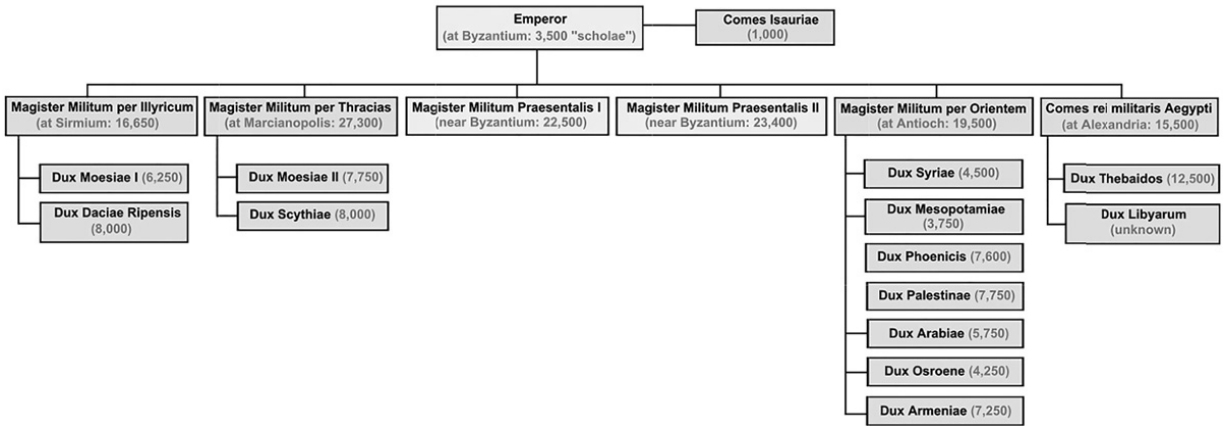 Emperor
(at Byzantium: 3,500 "scholae")
Comes Isauriae
(1,000)
Magister Militum per Illyricum
(at Sirmium: 16,650)
Magister Militum per Thracias
(at Marcianopolis: 27,300)
Magister Militum Praesentalis I
(near Byzantium: 22,500)
Magister Militum Praesentalis II
(near Byzantium: 23,400)
Magister Militum per Orientem
(at Antioch: 19,500)
Comes rei militaris Aegypti
(at Alexandria: 15,500)
Dux Moesiae I (6,250)
Dux Daciae Ripensis
(8,000)
Dux Moesiae II (7,750)
Dux Scythiae (8,000)
Dux Syriae (4,500)
Dux Mesopotamiae
(3,750)
Dux Phoenicis (7,600)
Dux Palestinae (7,750)
Dux Arabiae (5,750)
Dux Osroene (4,250)
Dux Armeniae (7,250)
Dux Thebaidos (12,500)
Dux Libyarum
(unknown)